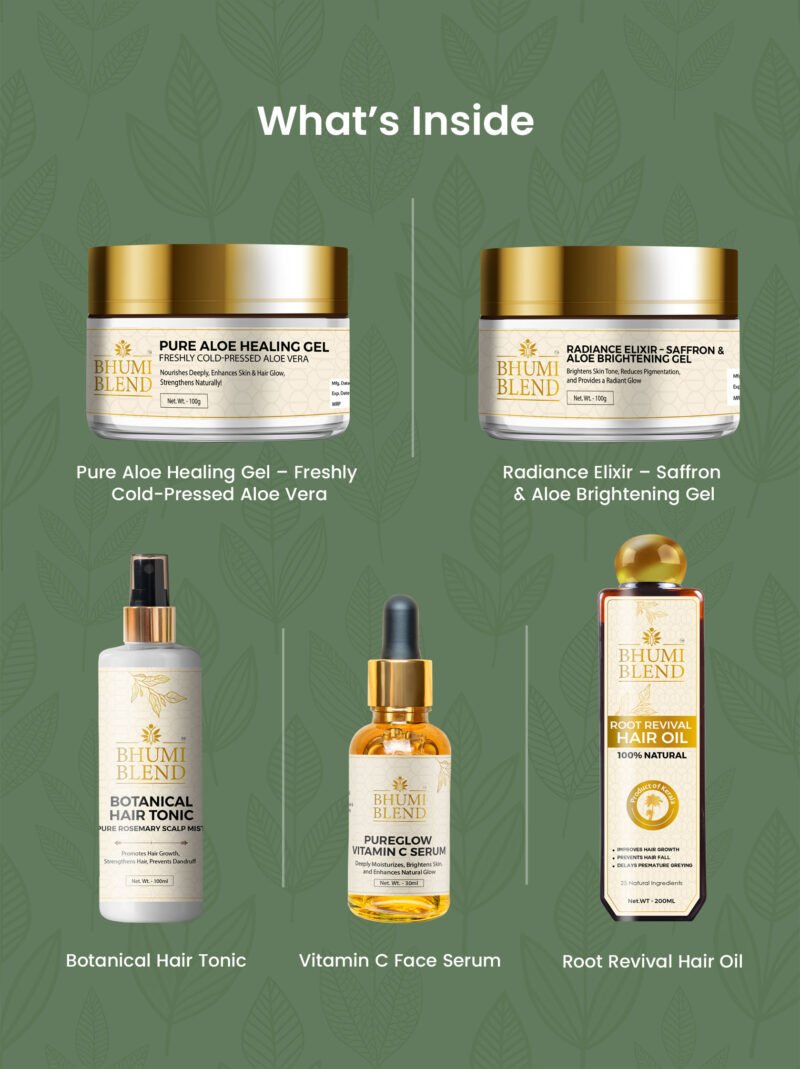 What's Inside
BHUMI
BLEND
PURE ALOE HEALING GEL
FRESHLY COLD-PRESSED ALOE VERA
Nourishes Deeply, Enhances Skin & Hair Glow,
Strengthens Naturally!
Net. Wt. - 100g
Mfg. Date
Exp. Date
MRP
BHUMI
BLEND
RADIANCE ELIXIR – SAFFRON &
ALOE BRIGHTENING GEL
Brightens Skin Tone, Reduces Pigmentation,
and Provides a Radiant Glow
Net. Wt. - 100g
Pure Aloe Healing Gel – Freshly
Cold-Pressed Aloe Vera
Radiance Elixir – Saffron
& Aloe Brightening Gel
BHUMI
BLEND
BOTANICAL
HAIR TONIC
PURE ROSEMARY SCALP MIST
Promotes Hair Growth,
Strengthens Hair, Prevents Dandruff
Net. Wt. - 100ml
BHUMI
BLEND
PUREGLOW
VITAMIN C SERUM
Deeply Moisturizes, Brightens Skin,
and Enhances Natural Glow
Net. Wt. - 30ml
BHUMI
BLEND
ROOT REVIVAL
HAIR OIL
100% NATURAL
Product of Kerala
• IMPROVES HAIR GROWTH
• PREVENTS HAIR FALL
• DELAYS PREMATURE GREYING
Natural Ingredients
Net.WT - 200ML
Botanical Hair Tonic
Vitamin C Face Serum
Root Revival Hair Oil